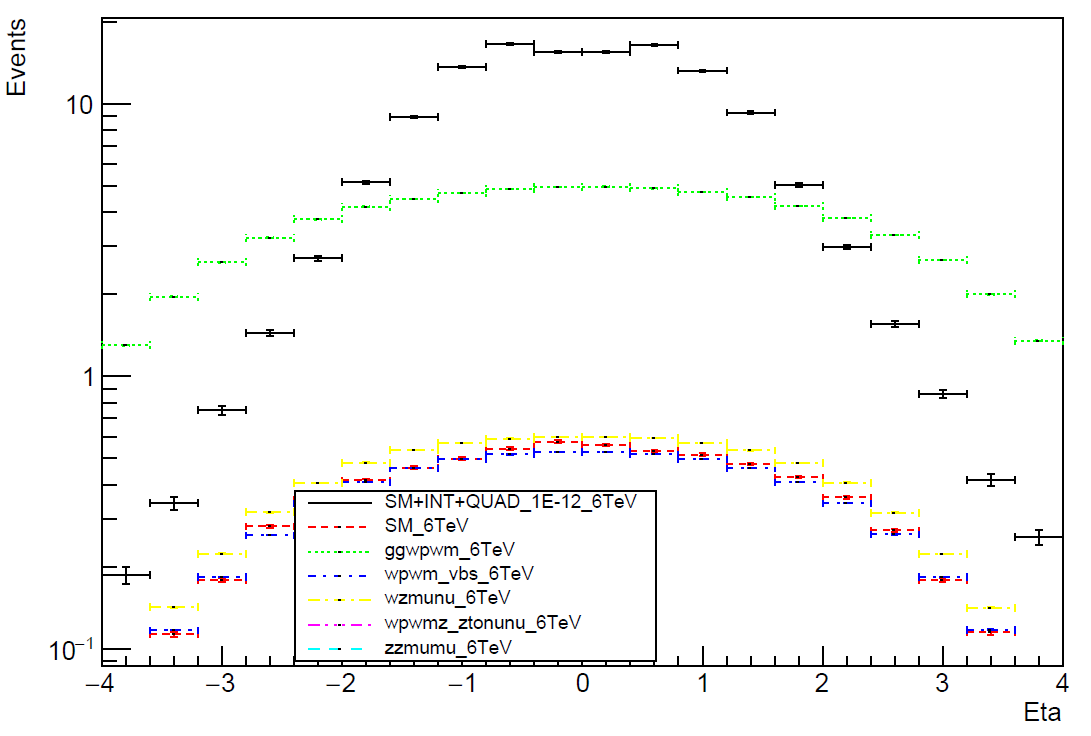 Events
10
1
10−1
SM+INT+QUAD_1E-12_6TeV
SM_6TeV
ggwpwm_6TeV
wpwm_vbs_6TeV
wzmunu_6TeV
wpwmz_ztonunu_6TeV
zzmumu_6TeV
−4 −3 −2 −1 0 1 2 3 4
Eta